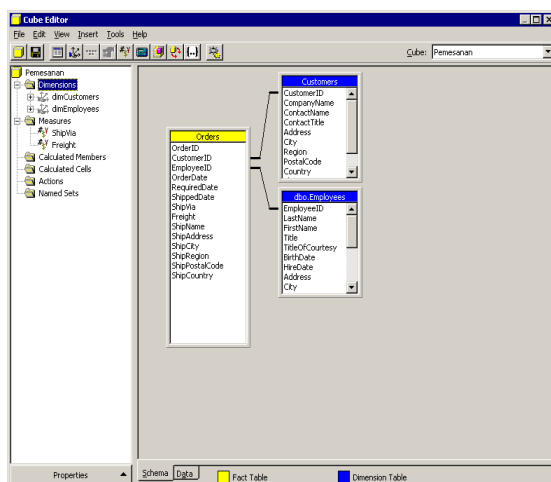 Cube Editor
File Edit View Insert Tools Help
Cube: Pemesanan
Pemesanan
Dimensions
dimCustomers
dimEmployees
Measures
ShipVia
Freight
Calculated Members
Calculated Cells
Actions
Named Sets
Orders
OrderID
CustomerID
EmployeeID
OrderDate
RequiredDate
ShippedDate
ShipVia
Freight
ShipName
ShipAddress
ShipCity
ShipRegion
ShipPostalCode
ShipCountry
Customers
CustomerID
CompanyName
ContactName
ContactTitle
Address
City
Region
PostalCode
Country
dbo.Employees
EmployeeID
LastName
FirstName
Title
TitleOfCourtesy
BirthDate
HireDate
Address
City
Properties
Schema Data
Fact Table
Dimension Table